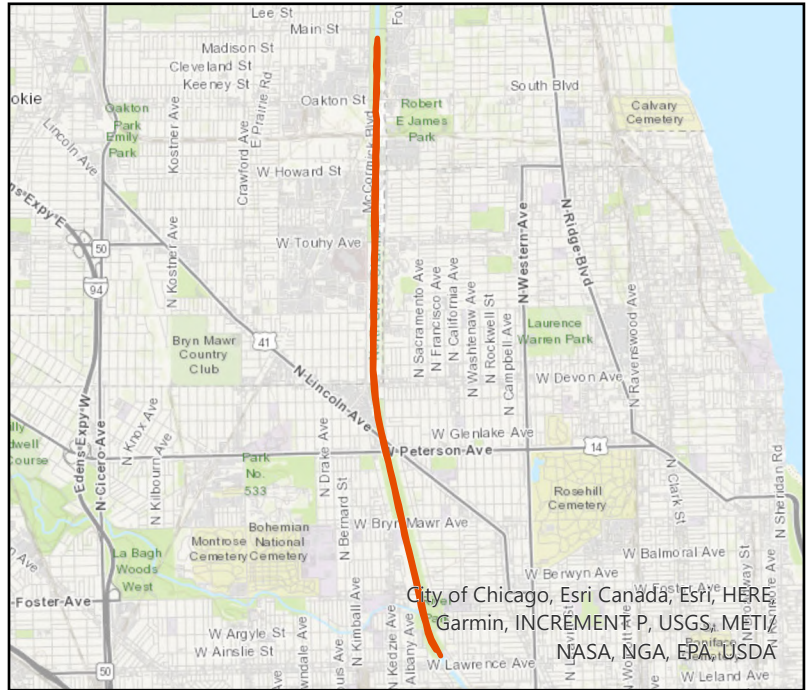 Lee St
Main St
Madison St
Cleveland St
Keeney St
South Blvd
Oakton St
Robert
E James
Park
Calvary
Cemetery
okie
Oakton
Park
Emily
Park
Lincoln Ave
Kostner Ave
E Prairie Rd
Crawford Ave
W Howard St
McCormick Blvd
ns Expy E
50
94
N Kostner Ave
W Touhy Ave
N Western Ave
N Ridge Blvd
N Sacramento Ave
N Francisco Ave
N California Ave
N Washtenaw Ave
N Rockwell St
N Campbell Ave
Laurence
Warren Park
N Ravenswood Ave
Bryn Mawr
Country
Club
41
N Lincoln Ave
W Devon Ave
W Glenlake Ave
W Peterson Ave
14
Edens Expy W
N Cicero Ave
N Knox Ave
N Kilbourn Ave
Park
No.
533
N Drake Ave
N Bernard St
Rosehill
Cemetery
N Clark St
N Sheridan Rd
W Bryn Mawr Ave
Montrose
Cemetery
Bohemian
National
Cemetery
La Bagh
Woods
West
W Balmoral Ave
W Berwyn Ave
W Foster Ave
Foster Ave
W Argyle St
W Ainslie St
N Kimball Ave
N Kedzie Ave
Albany Ave
W Lawrence Ave
W Leland Ave
50
City of Chicago, Esri Canada, Esri, HERE,
Garmin, INCREMENT P, USGS, METI/
NASA, NGA, EPA, USDA